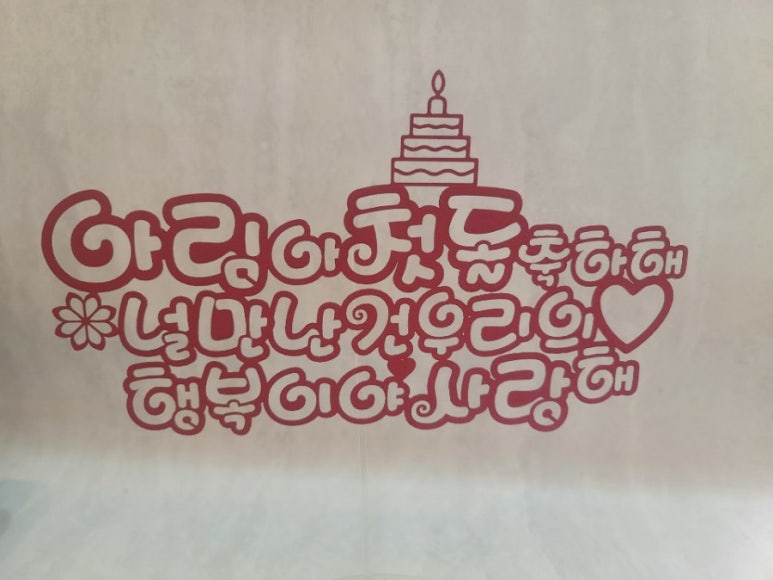 아림아 첫돌 축하해
널 만난 건 우리의
행복이야 사랑해